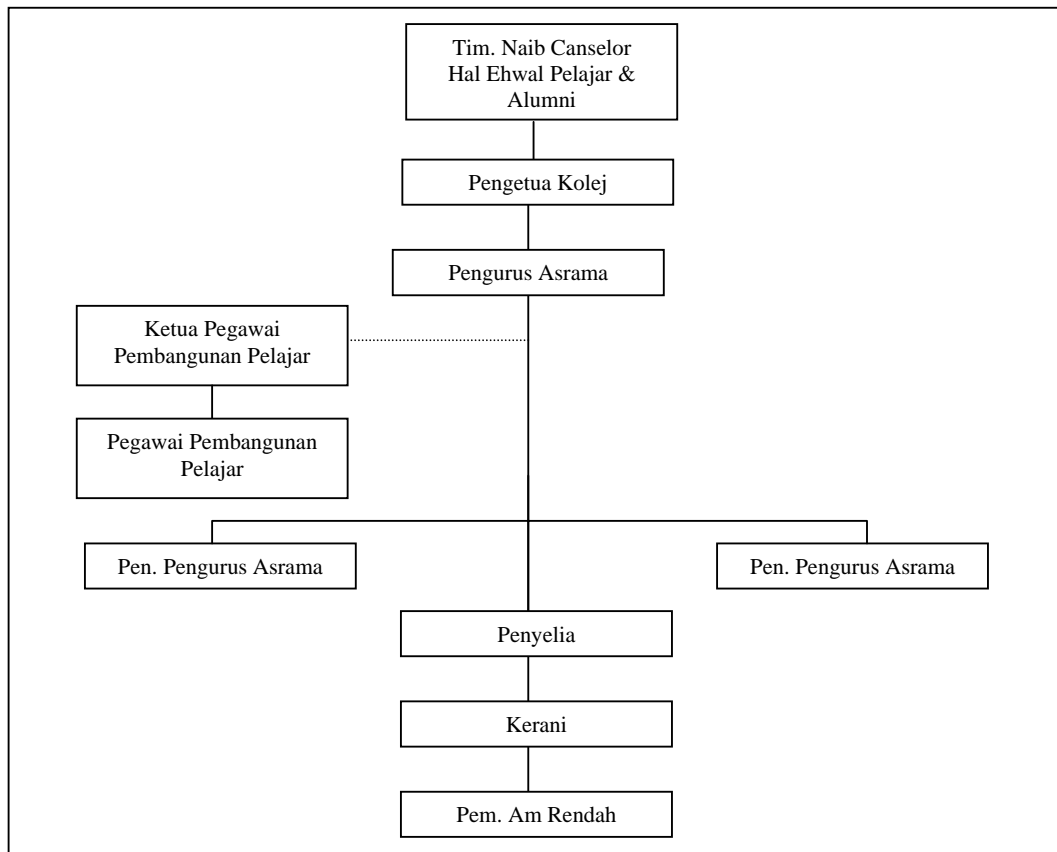 Tim. Naib Canselor
Hal Ehwal Pelajar &
Alumni
Pengetua Kolej
Pengurus Asrama
Ketua Pegawai
Pembangunan Pelajar
Pegawai Pembangunan
Pelajar
Pen. Pengurus Asrama
Pen. Pengurus Asrama
Penyelia
Kerani
Pem. Am Rendah